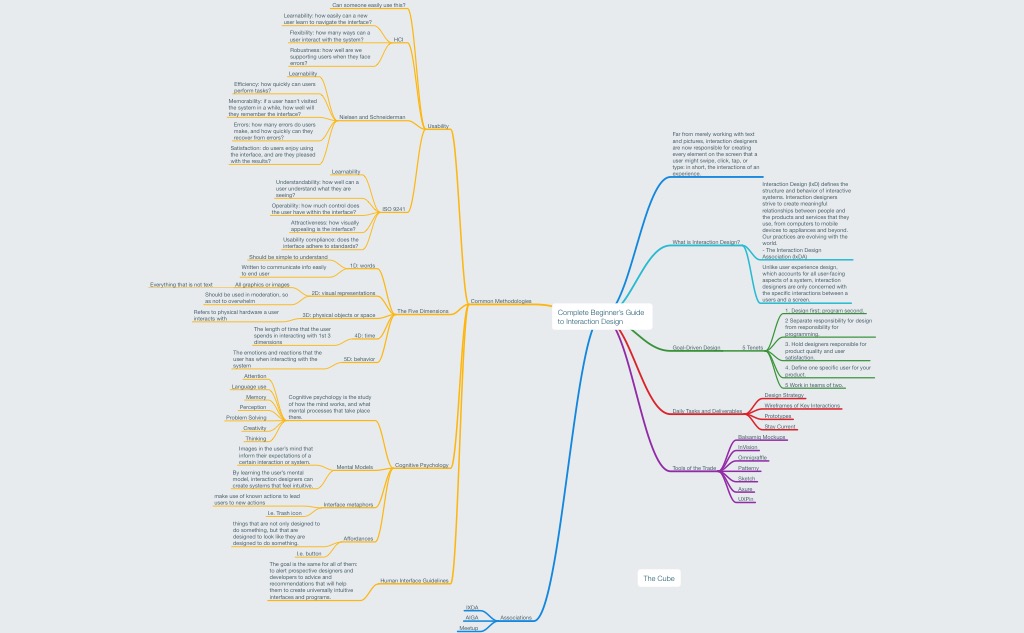 Complete Beginner's Guide
to Interaction Design
Far from merely working with text
and pictures, interaction designers
are now responsible for creating
every element on the screen that a
user might swipe, click, tap, or
type: in short, the interactions of an
experience.
What is Interaction Design?
Interaction Design (IxD) defines the
structure and behavior of interactive
systems. Interaction designers
strive to create meaningful
relationships between people and
the products and services that they
use, from computers to mobile
devices to appliances and beyond.
Our practices are evolving with the
world.
- The Interaction Design
Association (IxDA)
Unlike user experience design,
which accounts for all user-facing
aspects of a system, interaction
designers are only concerned with
the specific interactions between a
users and a screen.
Goal-Driven Design
5 Tenets
1. Design first; program second.
2 Separate responsibility for design
from responsibility for
programming.
3. Hold designers responsible for
product quality and user
satisfaction.
4. Define one specific user for your
product.
5 Work in teams of two.
Daily Tasks and Deliverables
Design Strategy
Wireframes of Key Interactions
Prototypes
Stay Current
Tools of the Trade
Balsamiq Mockups
InVision
Omnigraffle
Patterny
Sketch
Axure
UXPin
The Cube
Common Methodologies
Usability
Can someone easily use this?
HCI
Learnability: how easily can a new
user learn to navigate the interface?
Flexibility: how many ways can a
user interact with the system?
Robustness: how well are we
supporting users when they face
errors?
Nielsen and Schneiderman
Learnability
Efficiency: how quickly can users
perform tasks?
Memorability: if a user hasn't visited
the system in a while, how well will
they remember the interface?
Errors: how many errors do users
make, and how quickly can they
recover from errors?
Satisfaction: do users enjoy using
the interface, and are they pleased
with the results?
ISO 9241
Learnability
Understandability: how well can a
user understand what they are
seeing?
Operability: how much control does
the user have within the interface?
Attractiveness: how visually
appealing is the interface?
Usability compliance: does the
interface adhere to standards?
The Five Dimensions
1D: words
Should be simple to understand
Written to communicate info easily
to end user
2D: visual representations
All graphics or images
Everything that is not text
Should be used in moderation, so
as not to overwhelm
3D: physical objects or space
Refers to physical hardware a user
interacts with
4D: time
The length of time that the user
spends in interacting with 1st 3
dimensions
5D: behavior
The emotions and reactions that the
user has when interacting with the
system
Cognitive Psychology
Cognitive psychology is the study
of how the mind works, and what
mental processes that take place
there.
Attention
Language use
Memory
Perception
Problem Solving
Creativity
Thinking
Mental Models
Images in the user's mind that
inform their expectations of a
certain interaction or system
By learning the user's mental
model, interaction designers can
create systems that feel intuitive.
Interface metaphors
make use of known actions to lead
users to new actions
I.e. Trash icon
Affordances
things that are not only designed to
do something, but that are
designed to look like they are
designed to do something.
I.e. button
Human Interface Guidelines
The goal is the same for all of them:
to alert prospective designers and
developers to advice and
recommendations that will help
them to create universally intuitive
interfaces and programs.
Associations
IXDA
AIGA
Meetup